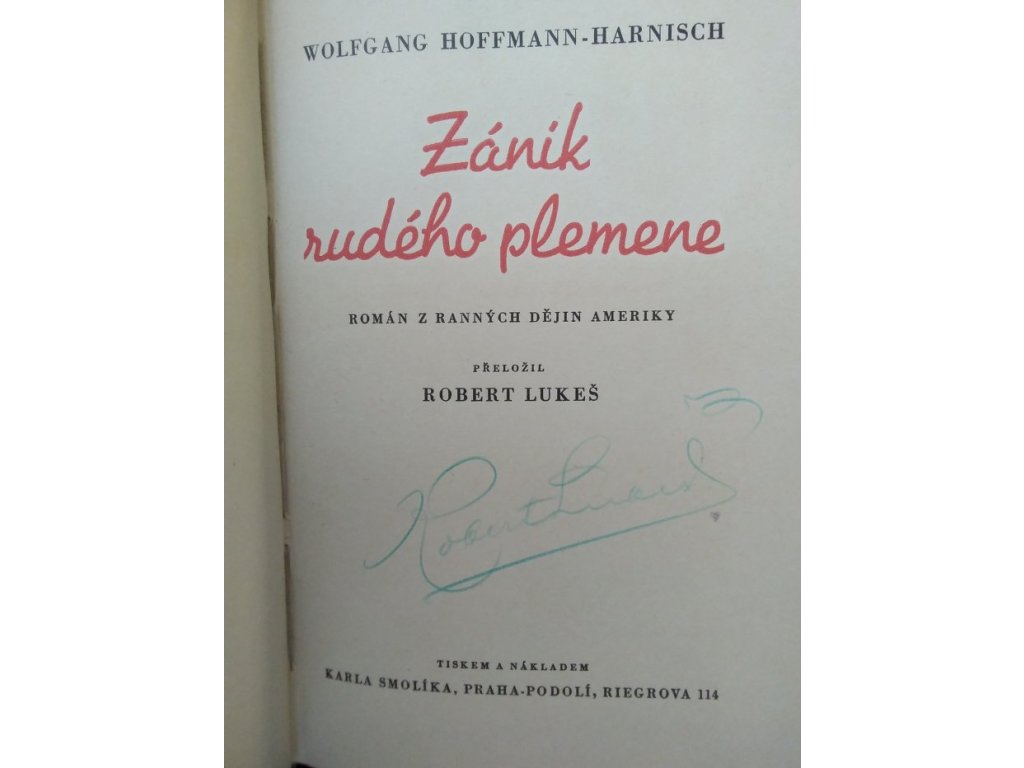 WOLFGANG HOFFMANN-HARNISCH
Zánik
rudého plemene
ROMÁN Z RANNÝCH DĚJIN AMERIKY
PŘELOŽIL
ROBERT LUKEŠ
Robert
TISKEM A NÁKLADEM
KARLA SMOLÍKA, PRAHA-PODOLÍ, RIEGROVA 114